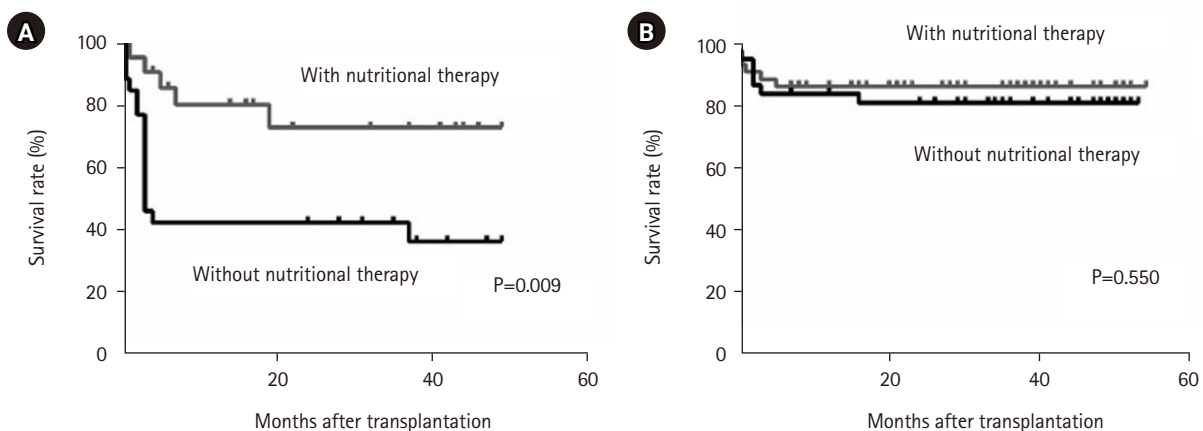 A
Survival rate (%)
100
80
60
40
20
0
With nutritional therapy
Without nutritional therapy
P=0.009
20
40
60
Months after transplantation
B
Survival rate (%)
100
80
60
40
20
0
With nutritional therapy
Without nutritional therapy
P=0.550
20
40
60
Months after transplantation